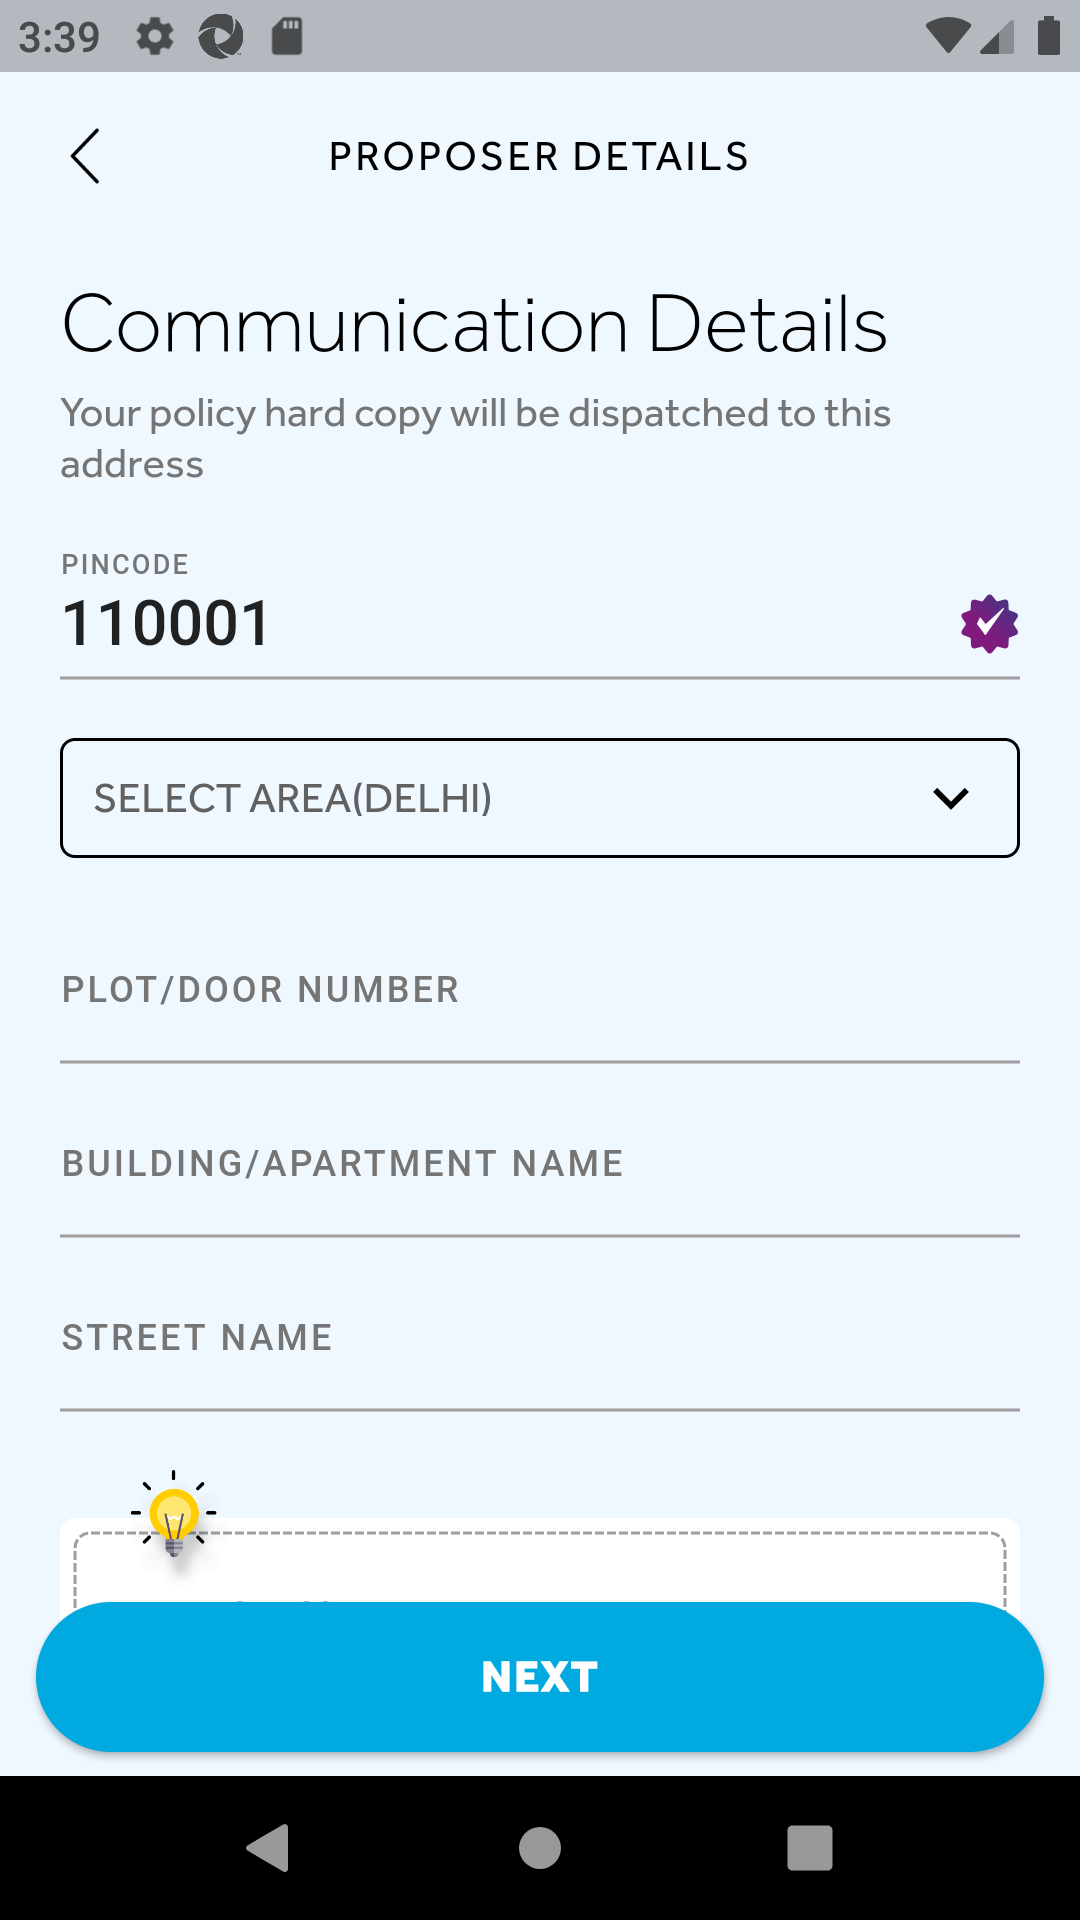 3:39
PROPOSER DETAILS
Communication Details
Your policy hard copy will be dispatched to this
address
PINCODE
110001
SELECT AREA(DELHI)
PLOT/DOOR NUMBER
BUILDING/APARTMENT NAME
STREET NAME
NEXT